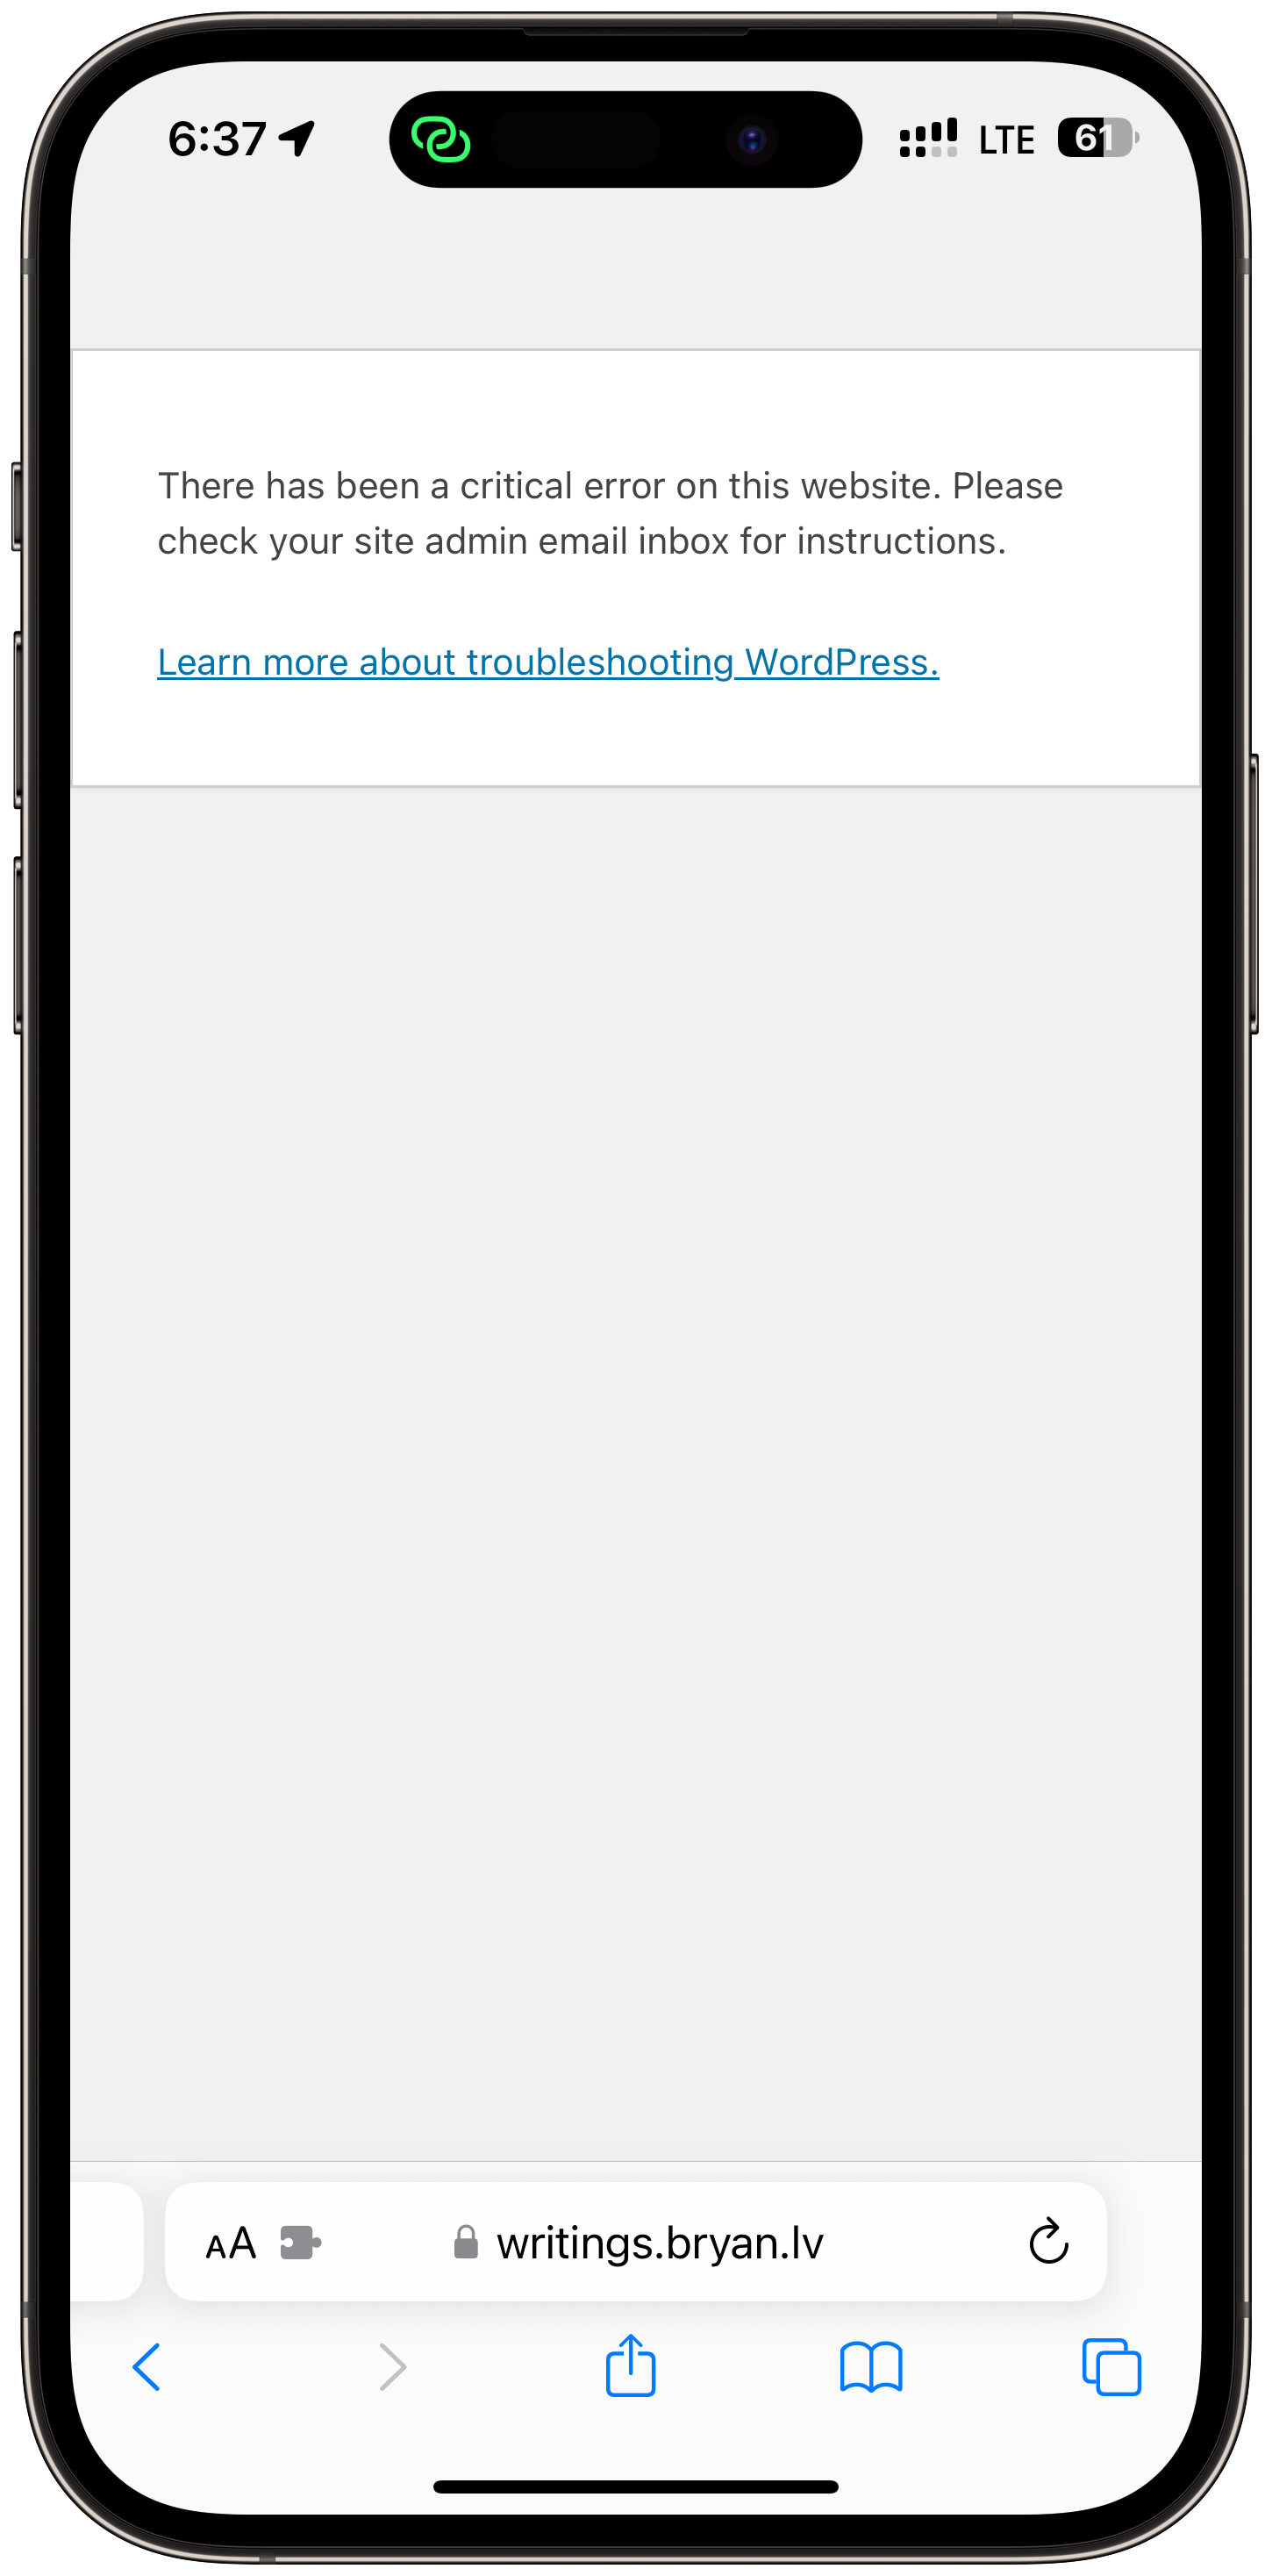 6:37
LTE
61
There has been a critical error on this website. Please
check your site admin email inbox for instructions.
Learn more about troubleshooting WordPress.
AA
writings.bryan.lv